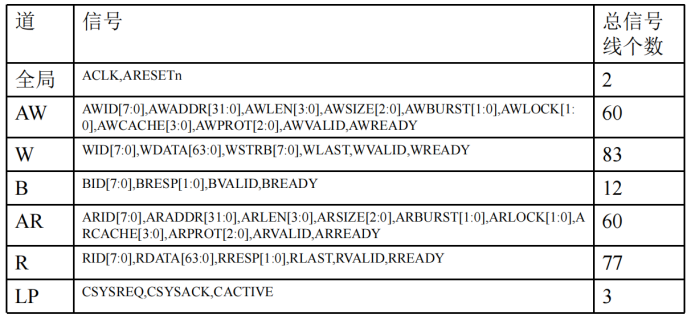 道 信号 总信号
线个数
全局 ACLK,ARESETn 2
AW AWID[7:0],AWADDR[31:0],AWLEN[3:0],AWSIZE[2:0],AWBURST[1:0],AWLOCK[1: 60
0],AWCACHE[3:0],AWPROT[2:0],AWVALID,AWREADY
W WID[7:0],WDATA[63:0],WSTRB[7:0],WLAST,WVALID,WREADY 83
B BID[7:0],BRESP[1:0],BVALID,BREADY 12
AR ARID[7:0],ARADDR[31:0],ARLEN[3:0],ARSIZE[2:0],ARBURST[1:0],ARLOCK[1:0],A 60
RCACHE[3:0],ARPROT[2:0],ARVALID,ARREADY
R RID[7:0],RDATA[63:0],RRESP[1:0],RLAST,RVALID,RREADY 77
LP CSYSREQ,CSYSACK,CACTIVE 3